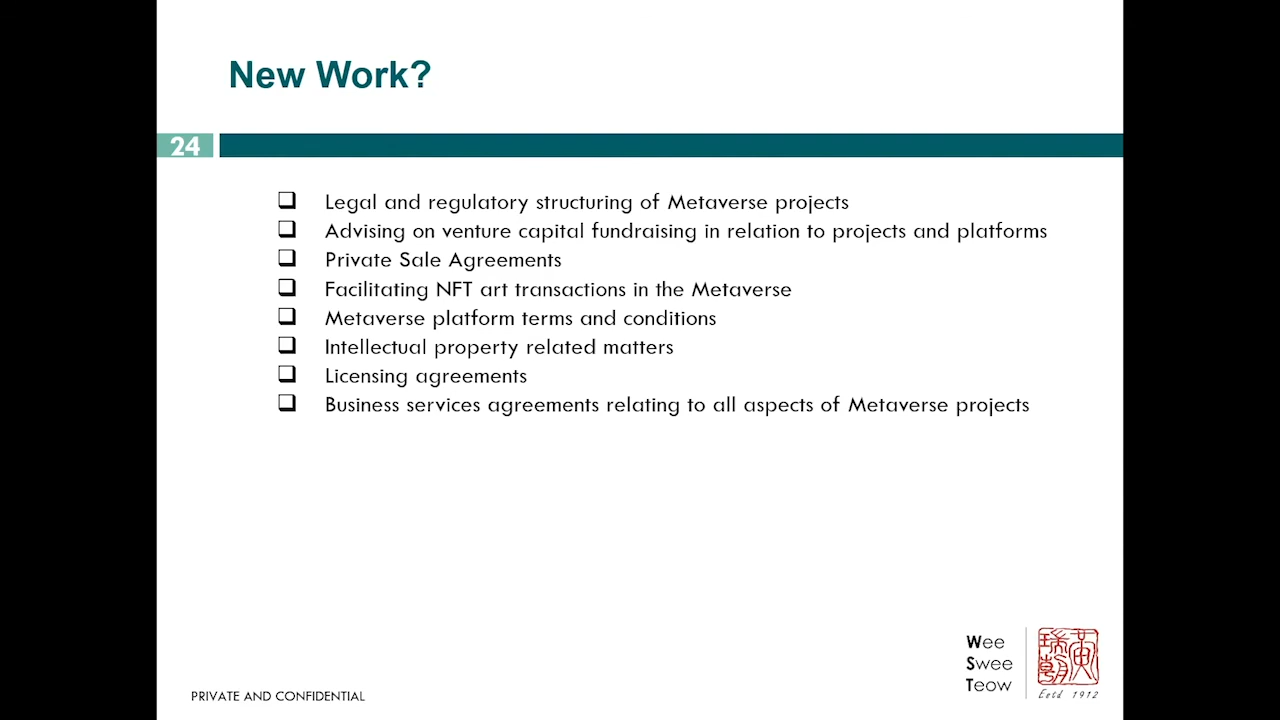 New Work?
24
Legal and regulatory structuring of Metaverse projects
Advising on venture capital fundraising in relation to projects and platforms
Private Sale Agreements
Facilitating NFT art transactions in the Metaverse
Metaverse platform terms and conditions
Intellectual property related matters
Licensing agreements
Business services agreements relating to all aspects of Metaverse projects
Wee
Swee
Teow
黃瑞朝
Estd 1912
PRIVATE AND CONFIDENTIAL